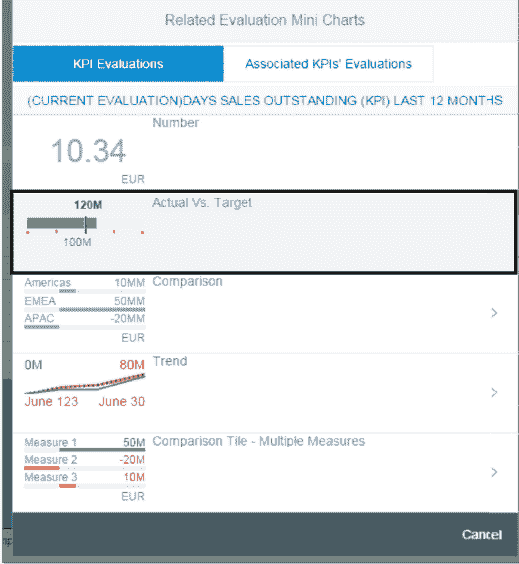 Related Evaluation Mini Charts
KPI Evaluations
Associated KPIs' Evaluations
(CURRENT EVALUATION)DAYS SALES OUTSTANDING (KPI) LAST 12 MONTHS
Number
10.34
EUR
120M
Actual Vs. Target
100M
Americas 10MM
Comparison
EMEA 50MM
APAC -20MM
EUR
0M 80M
Trend
June 123 June 30
Measure 1 50M
Comparison Tile - Multiple Measures
Measure 2 -20M
Measure 3 10M
EUR
Cancel